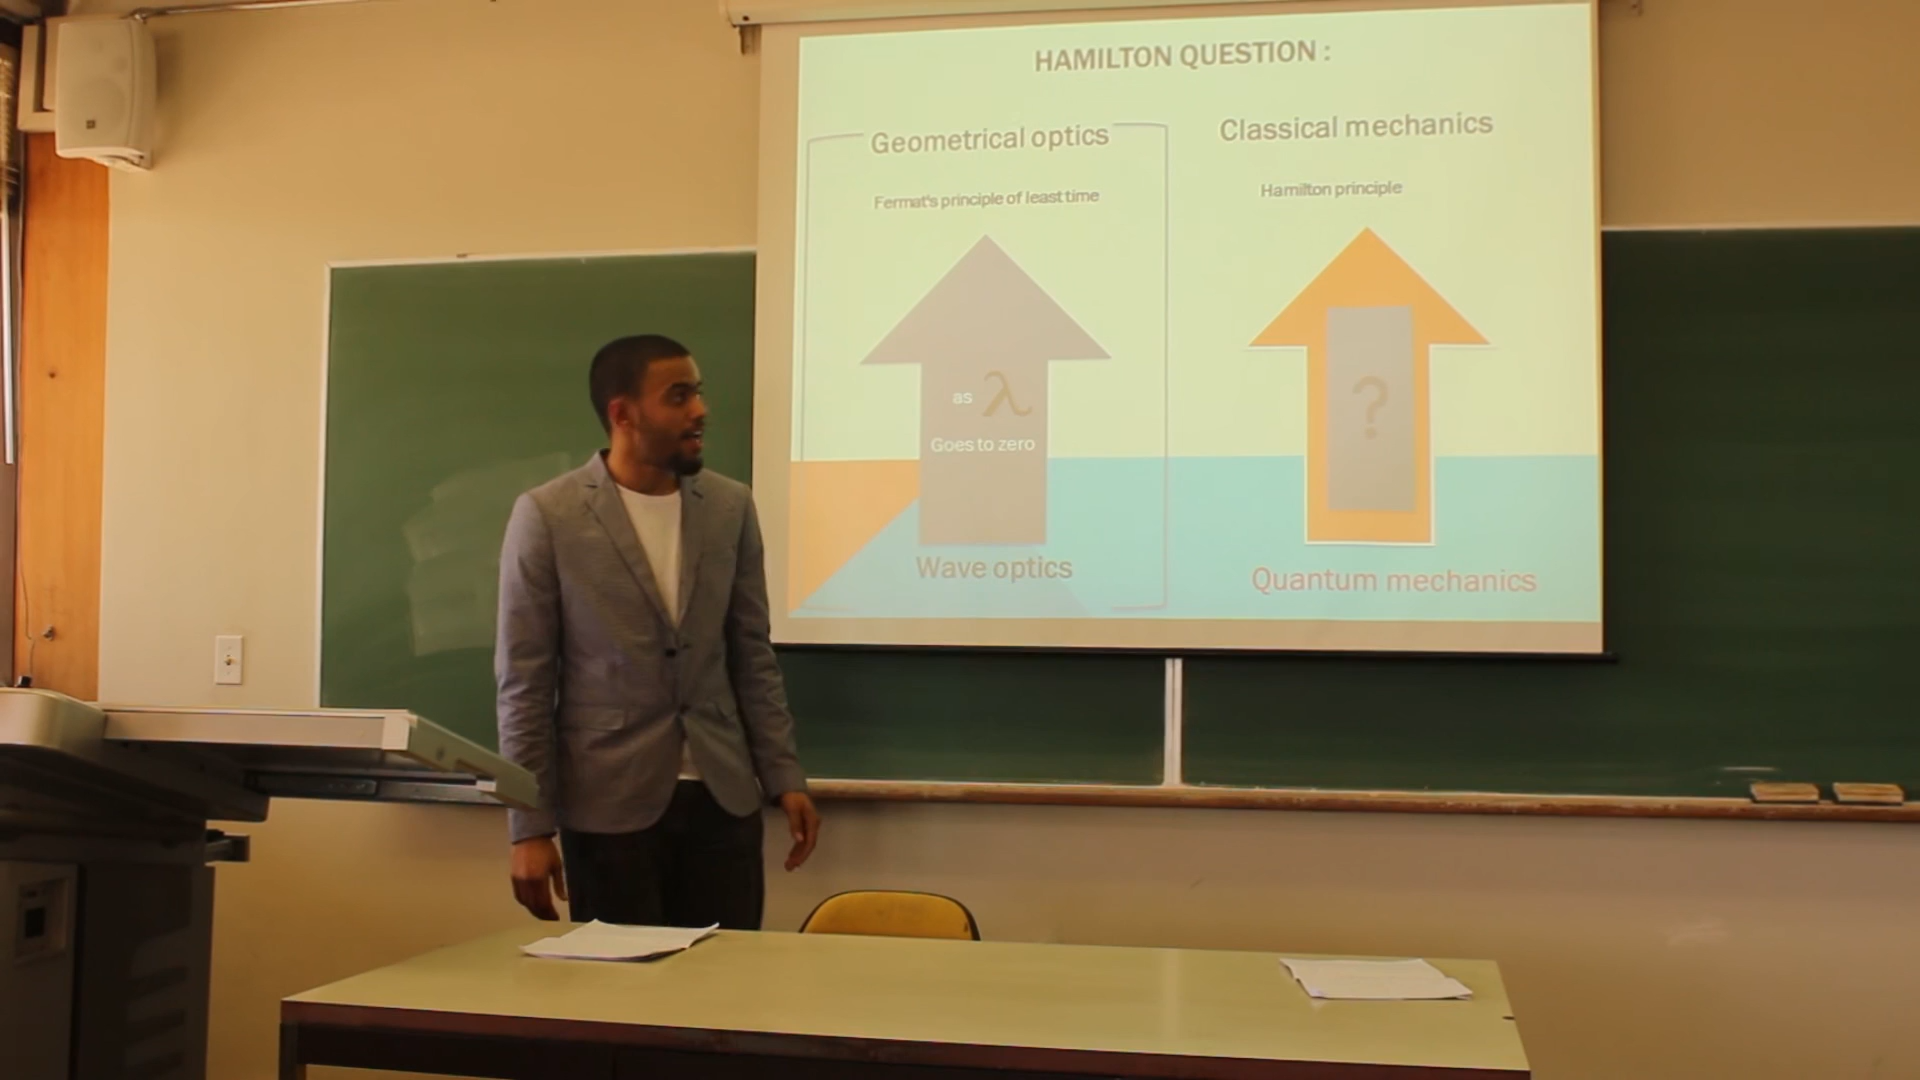 HAMILTON QUESTION :
Geometrical optics
Fermat's principle of least time
as λ
Goes to zero
Wave optics
Classical mechanics
Hamilton principle
?
Quantum mechanics